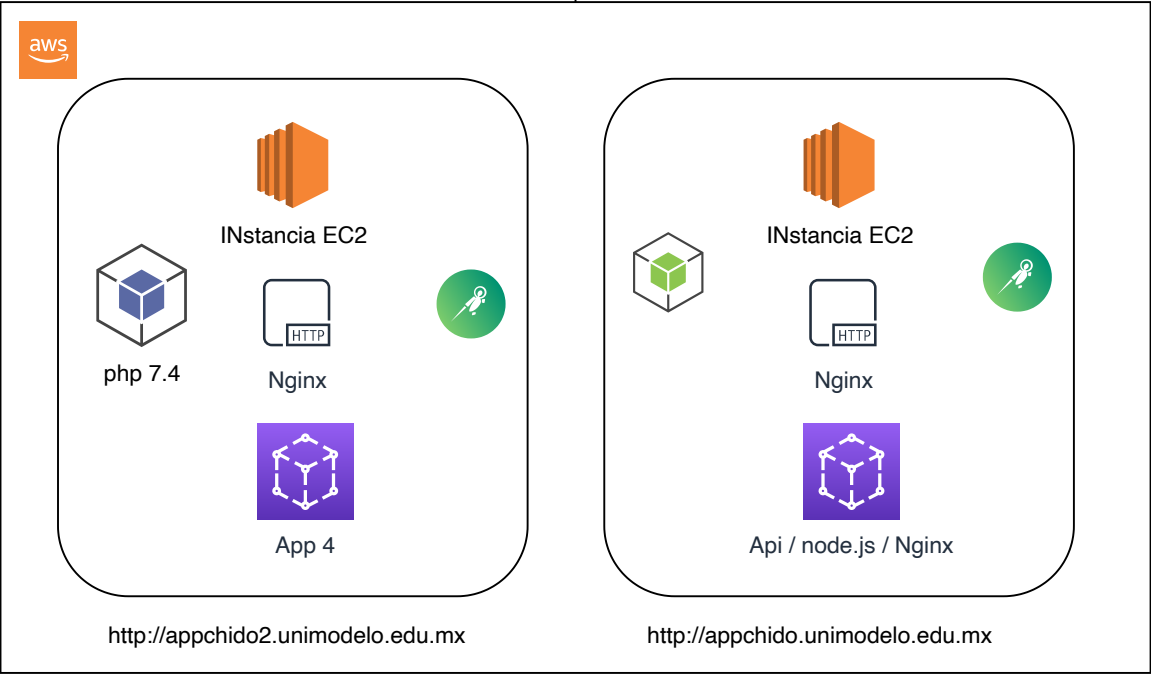 aws
INstancia EC2
php 7.4
HTTP
Nginx
App 4
http://appchido2.unimodelo.edu.mx
INstancia EC2
HTTP
Nginx
Api / node.js / Nginx
http://appchido.unimodelo.edu.mx